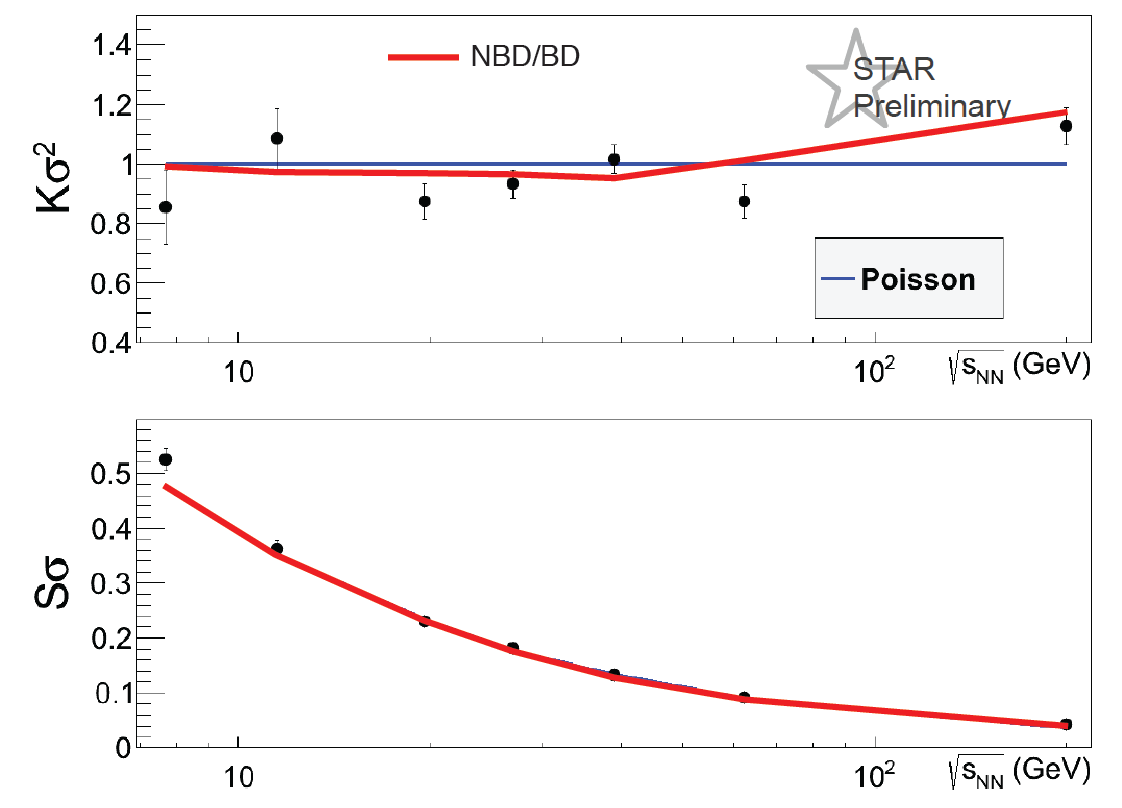 NBD/BD
STAR
Preliminary
Kσ²
1.4
1.2
1
0.8
0.6
0.4
Poisson
10
10²
√sNN (GeV)
Sσ
0.5
0.4
0.3
0.2
0.1
0
10
10²
√sNN (GeV)